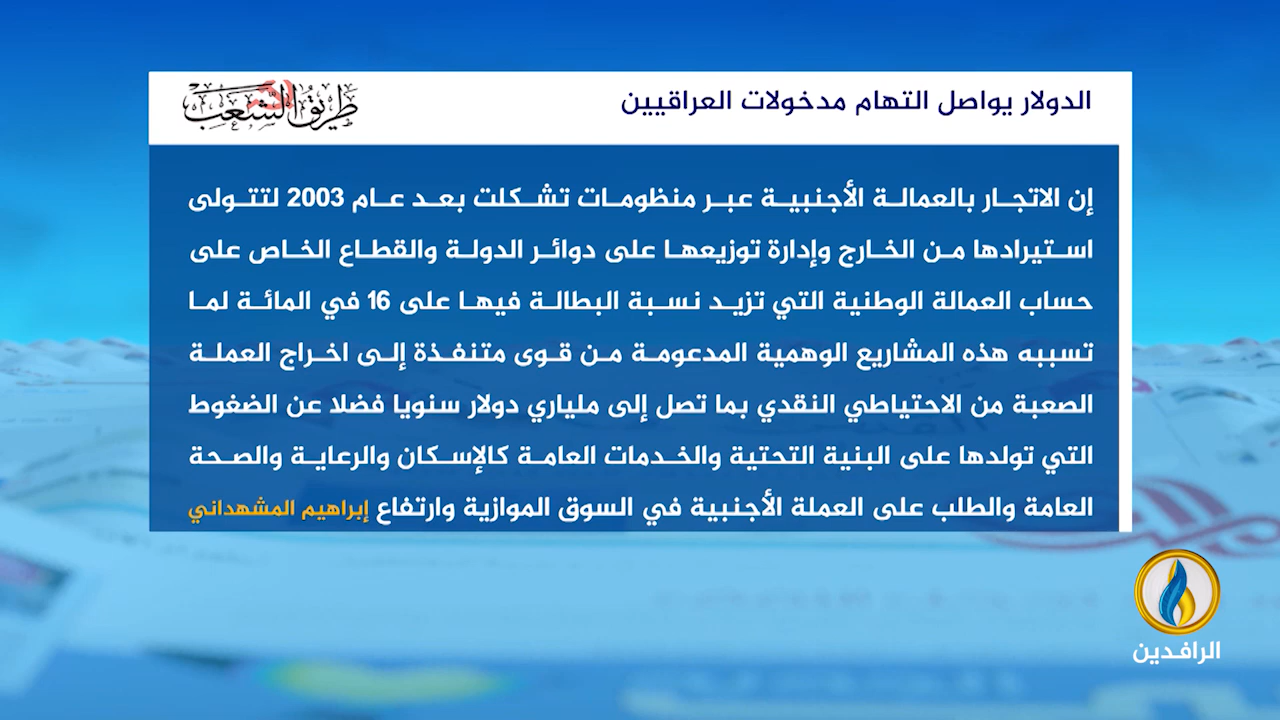 الدولار يواصل التهام مدخولات العراقيين
طريق الشعب
إن الاتجار بالعمالة الأجنبية عبر منظومات تشكلت بعد عام 2003 لتتولى
استيرادها من الخارج وإدارة توزيعها على دوائر الدولة والقطاع الخاص على
حساب العمالة الوطنية التي تزيد نسبة البطالة فيها على 16 في المائة لما
تسببه هذه المشاريع الوهمية المدعومة من قوى متنفذة إلى اخراج العملة
الصعبة من الاحتياطي النقدي بما تصل إلى ملياري دولار سنويا فضلا عن الضغوط
التي تولدها على البنية التحتية والخدمات العامة كالإسكان والرعاية والصحة
العامة والطلب على العملة الأجنبية في السوق الموازية وارتفاع إبراهيم المشهداني
الرافدين